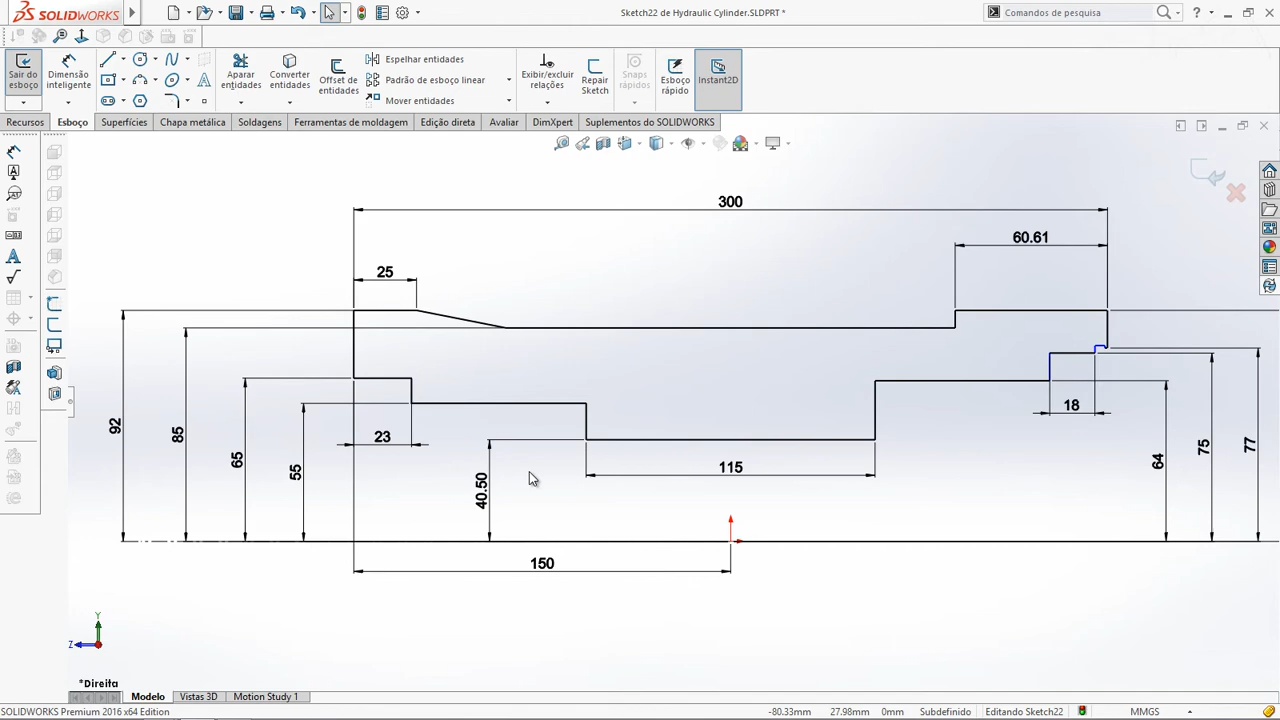 SOLIDWORKS
Sketch22 de Hydraulic Cylinder.SLDPRT *
Comandos de pesquisa
?
Sair do esboço
Dimensão inteligente
Aparar entidades
Converter entidades
Offset de entidades
Espelhar entidades
Padrão de esboço linear
Mover entidades
Exibir/excluir relações
Repair Sketch
Snaps rápidos
Esboço rápido
Instant2D
Recursos
Esboço
Superfícies
Chapa metálica
Soldagens
Ferramentas de moldagem
Edição direta
Avaliar
DimXpert
Suplementos do SOLIDWORKS
300
60.61
25
92
85
65
55
23
40.50
115
18
64
75
77
150
Y
Z
*Direita
Modelo
Vistas 3D
Motion Study 1
SOLIDWORKS Premium 2016 x64 Edition
-80.33mm
27.98mm
0mm
Subdefinido
Editando Sketch22
MMGS